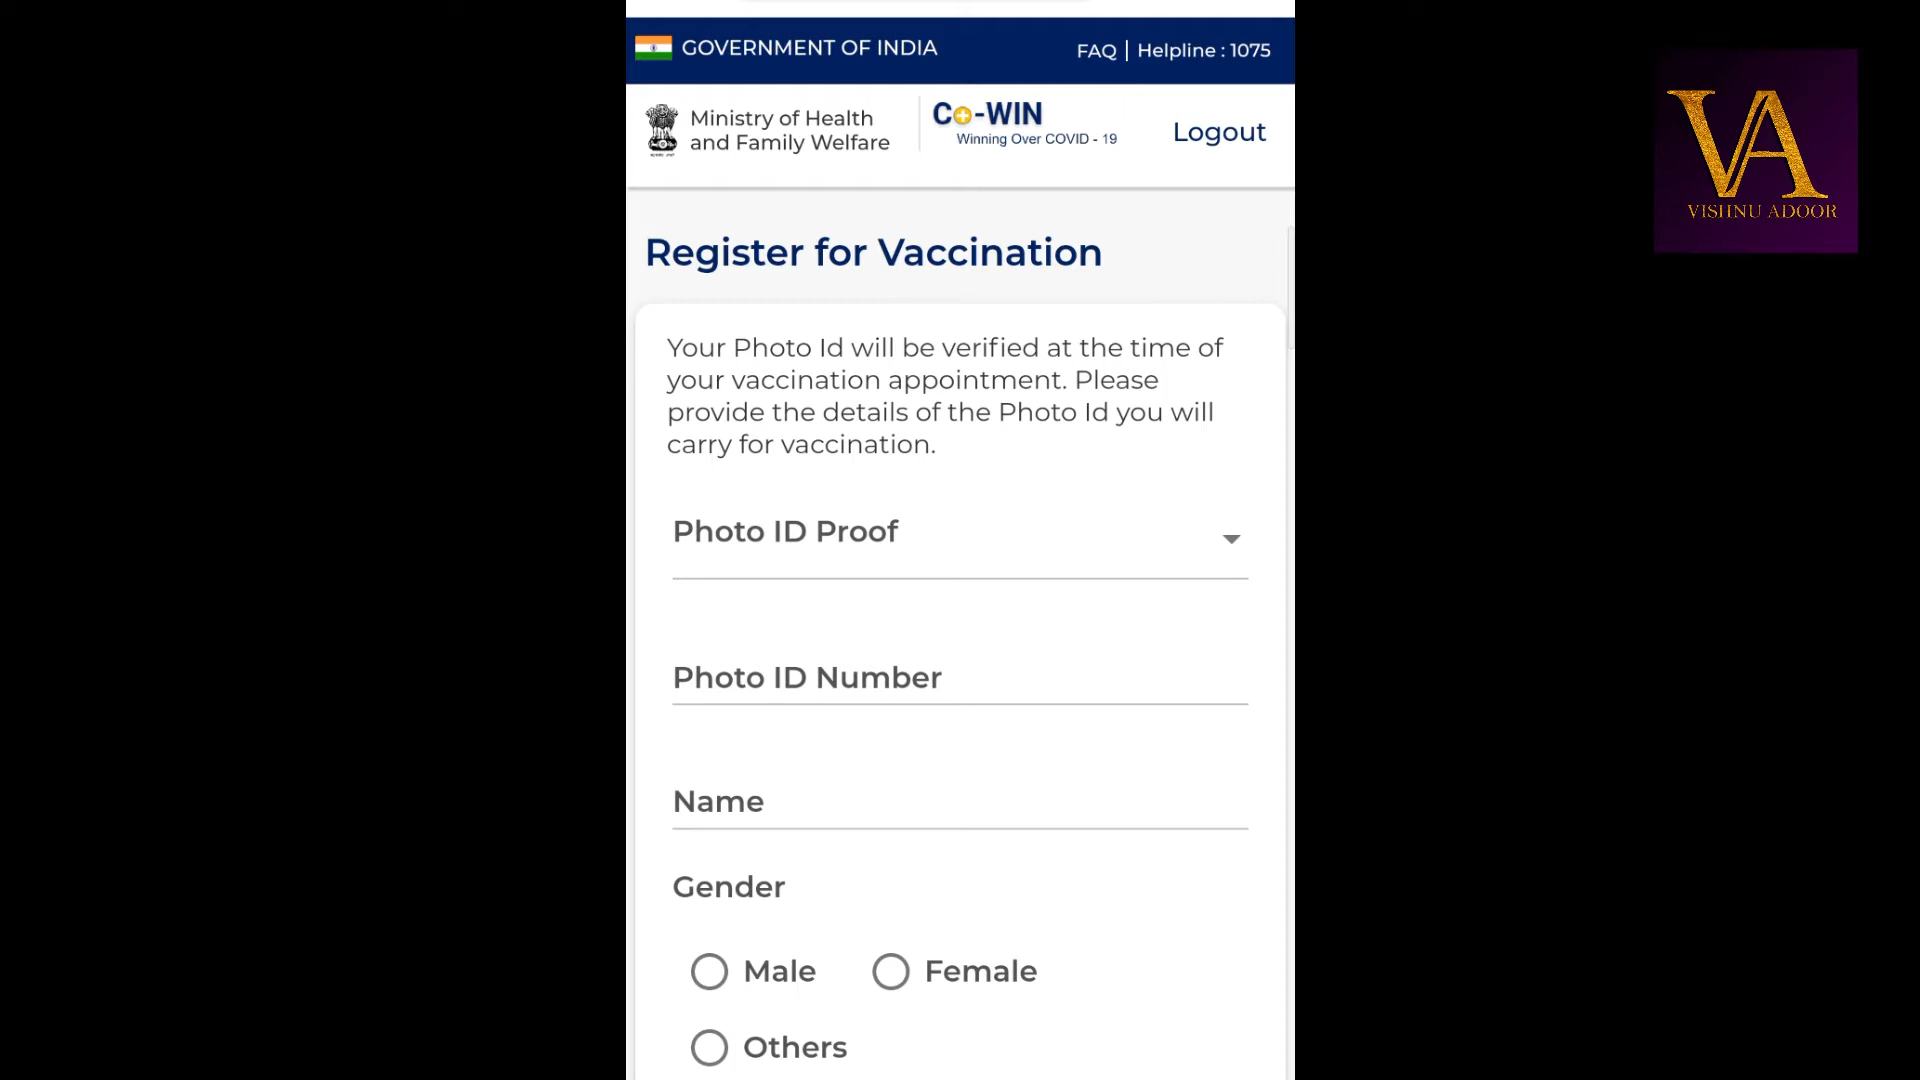 GOVERNMENT OF INDIA
FAQ | Helpline : 1075
Ministry of Health
and Family Welfare
Co-WIN
Winning Over COVID - 19
Logout
VA
VISHNU ADOOR
Register for Vaccination
Your Photo Id will be verified at the time of
your vaccination appointment. Please
provide the details of the Photo Id you will
carry for vaccination.
Photo ID Proof
Photo ID Number
Name
Gender
Male
Female
Others